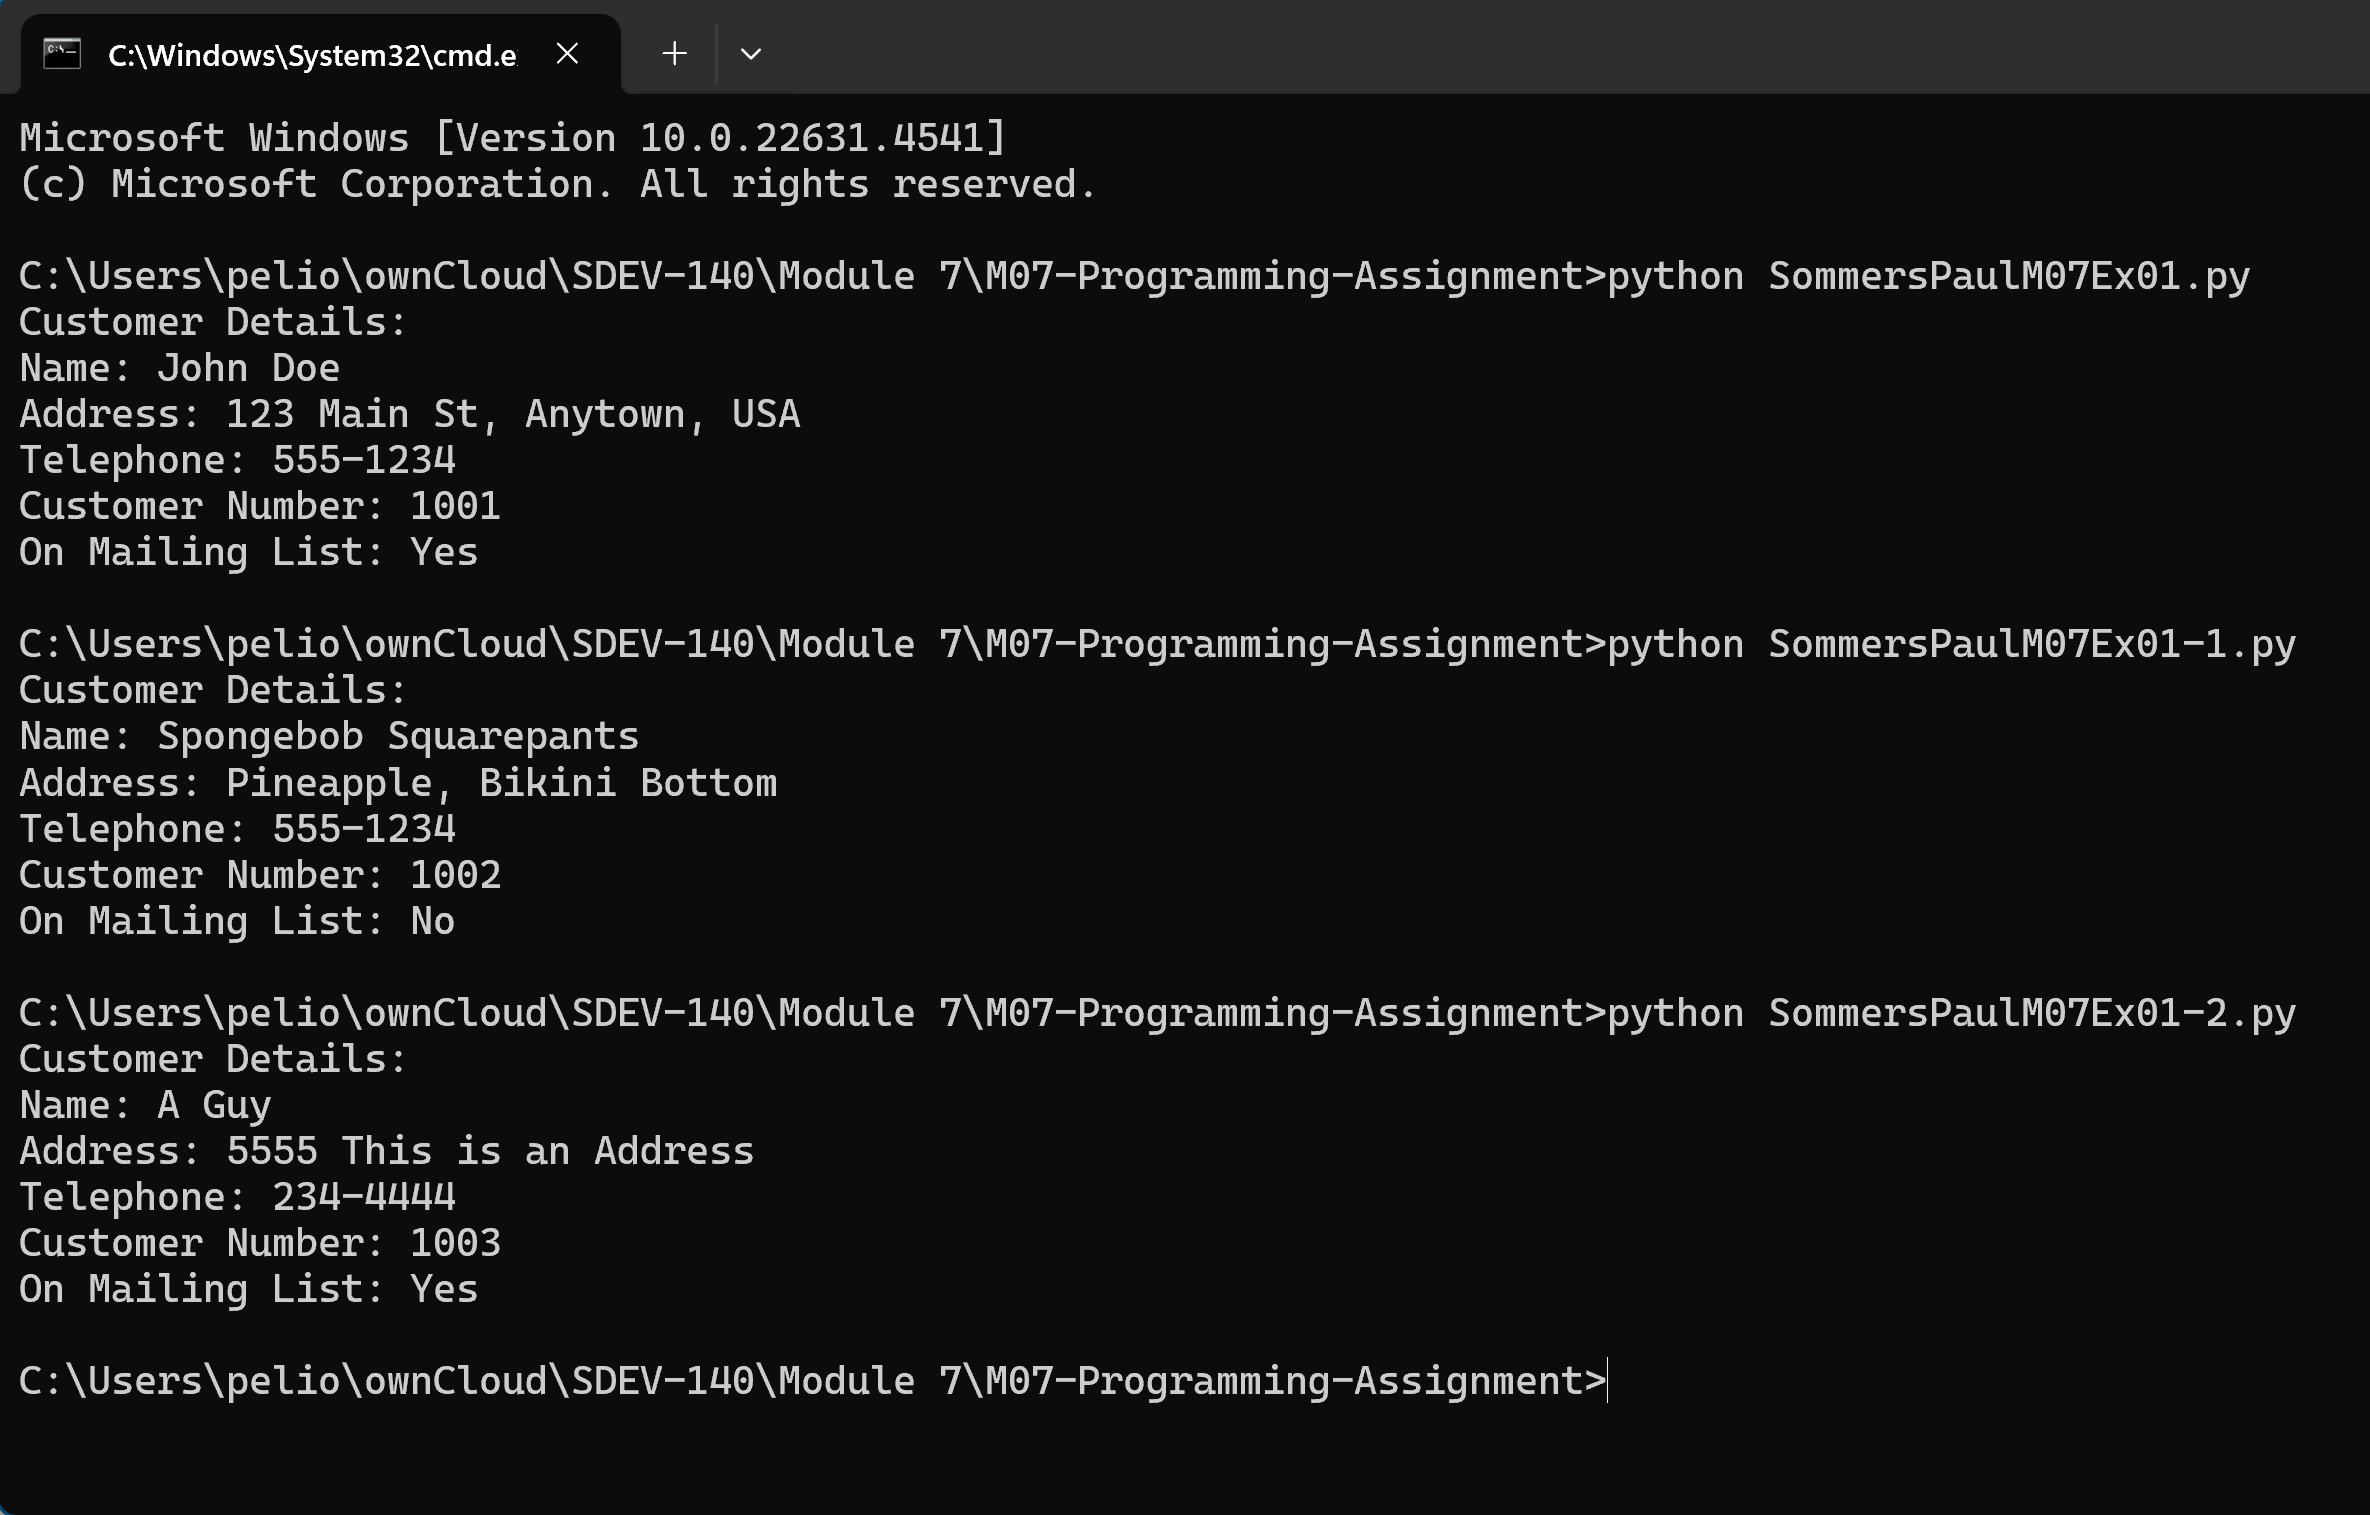 C:\Windows\System32\cmd.e
Microsoft Windows [Version 10.0.22631.4541]
(c) Microsoft Corporation. All rights reserved.
C:\Users\pelio\ownCloud\SDEV-140\Module 7\M07-Programming-Assignment>python SommersPaulM07Ex01.py
Customer Details:
Name: John Doe
Address: 123 Main St, Anytown, USA
Telephone: 555-1234
Customer Number: 1001
On Mailing List: Yes
C:\Users\pelio\ownCloud\SDEV-140\Module 7\M07-Programming-Assignment>python SommersPaulM07Ex01-1.py
Customer Details:
Name: Spongebob Squarepants
Address: Pineapple, Bikini Bottom
Telephone: 555-1234
Customer Number: 1002
On Mailing List: No
C:\Users\pelio\ownCloud\SDEV-140\Module 7\M07-Programming-Assignment>python SommersPaulM07Ex01-2.py
Customer Details:
Name: A Guy
Address: 5555 This is an Address
Telephone: 234-4444
Customer Number: 1003
On Mailing List: Yes
C:\Users\pelio\ownCloud\SDEV-140\Module 7\M07-Programming-Assignment>